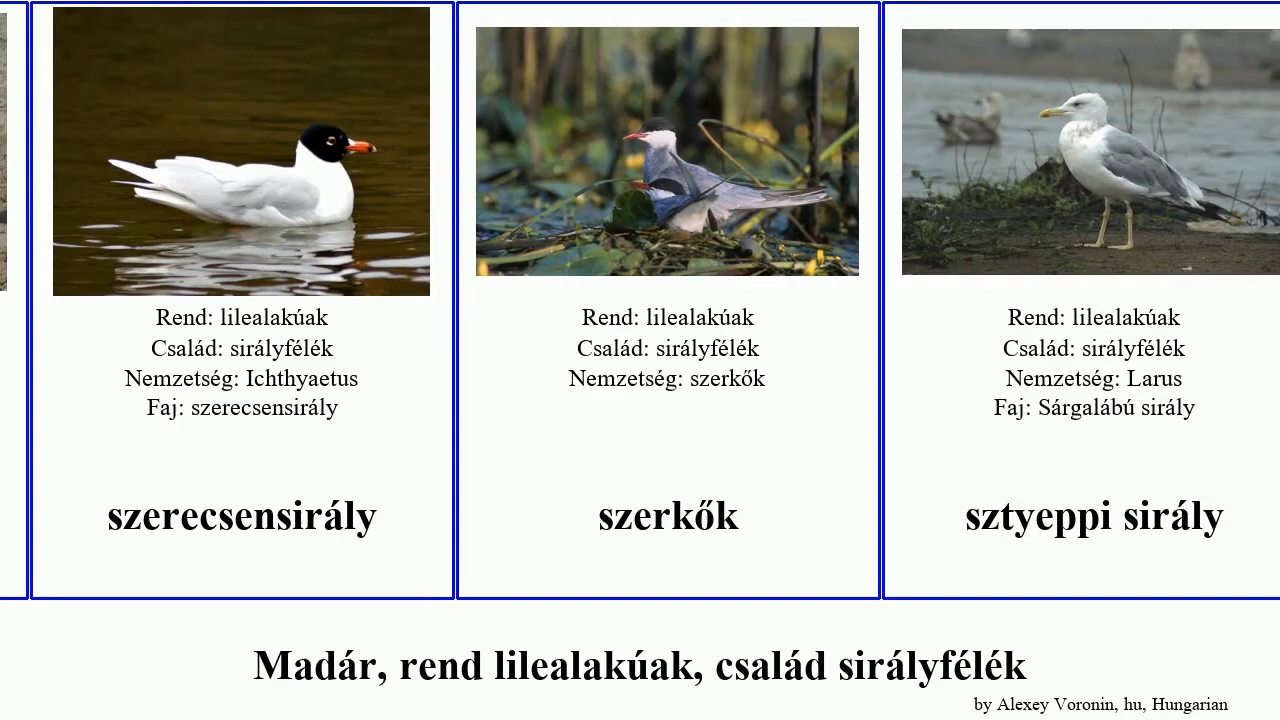 Rend: lilealakúak
Család: sirályfélék
Nemzetség: Ichthyaetus
Faj: szerecsensirály
szerecsensirály
Rend: lilealakúak
Család: sirályfélék
Nemzetség: szerkők
szerkők
Rend: lilealakúak
Család: sirályfélék
Nemzetség: Larus
Faj: Sárgalábú sirály
sztyeppi sirály
Madár, rend lilealakúak, család sirályfélék
by Alexey Voronin, hu, Hungarian